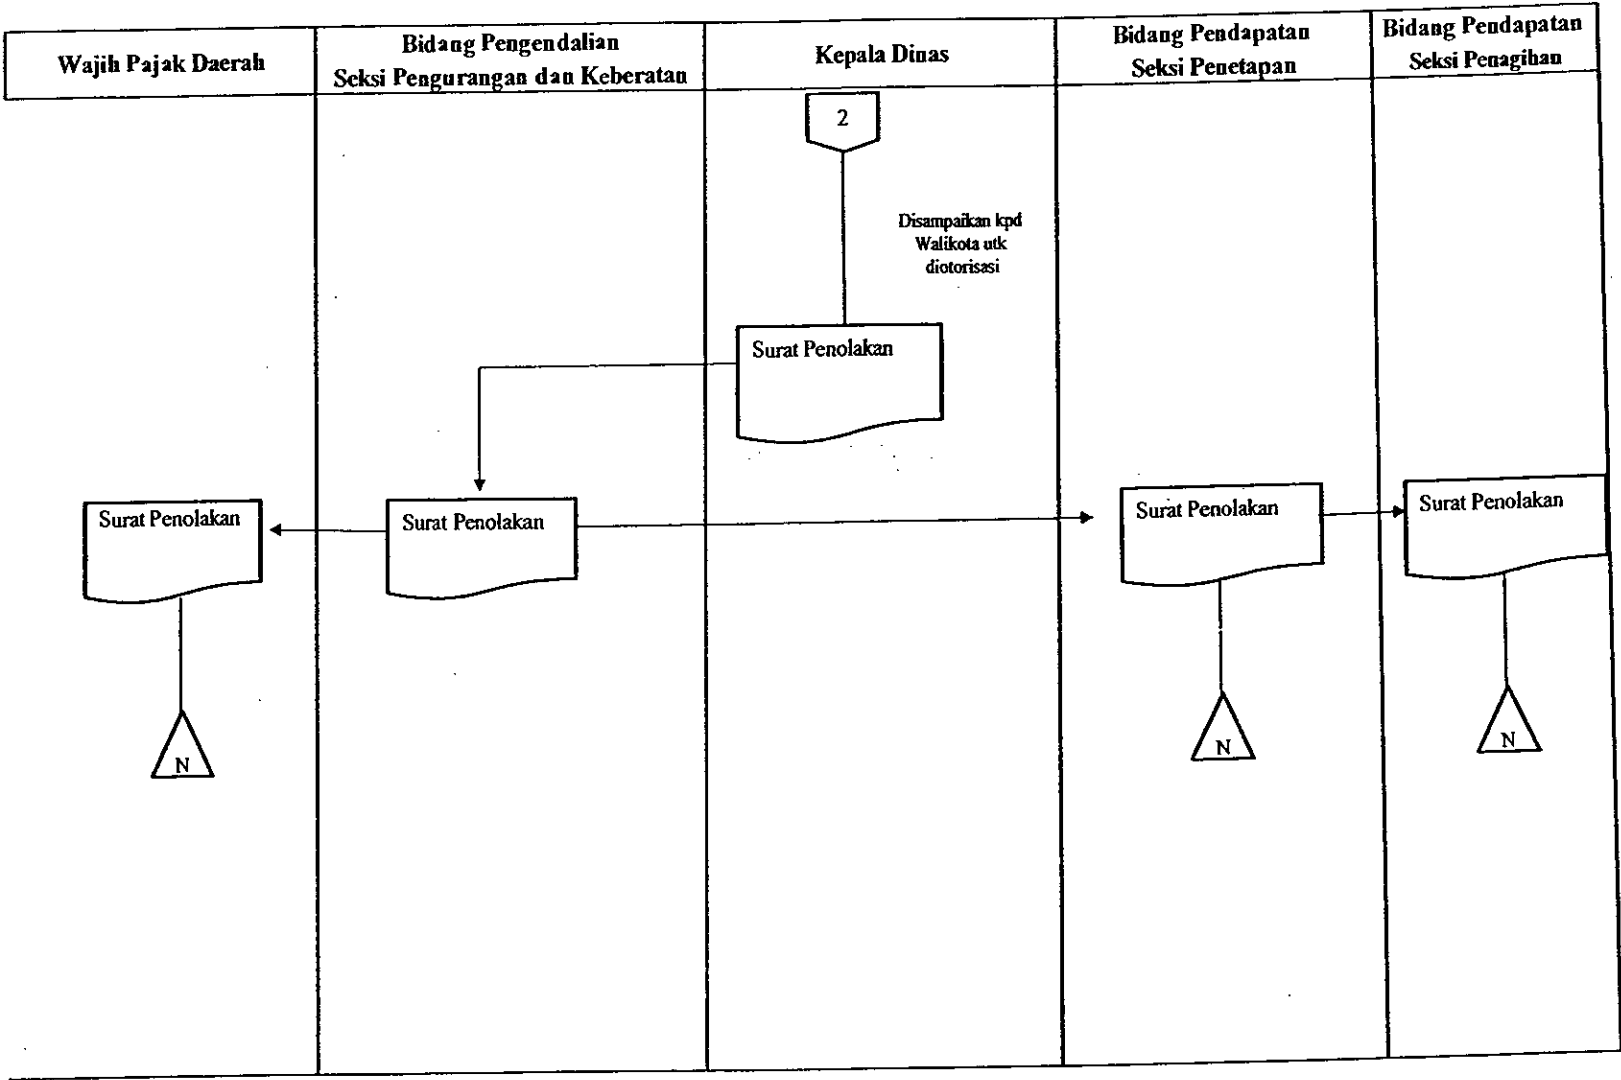 Wajih Pajak Daerah
Bidang Pengendalian
Seksi Pengurangan dan Keberatan
Kepala Dinas
Bidang Pendapatan
Seksi Penetapan
Bidang Pendapatan
Seksi Penagihan
2
Disampaikan kpd
Walikota utk
diotorisasi
Surat Penolakan
Surat Penolakan
Surat Penolakan
Surat Penolakan
Surat Penolakan
N
N
N